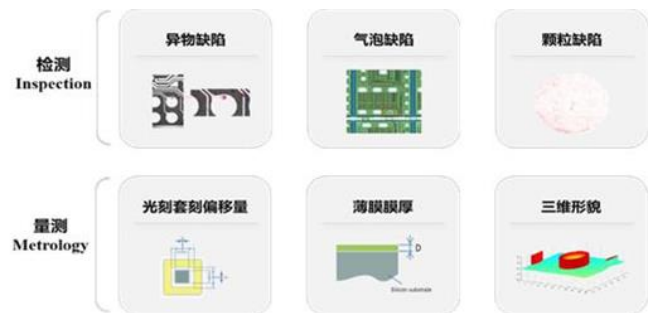 检测
Inspection
异物缺陷
气泡缺陷
颗粒缺陷
量测
Metrology
光刻套刻偏移量
薄膜膜厚
D
Silicon substrate
三维形貌